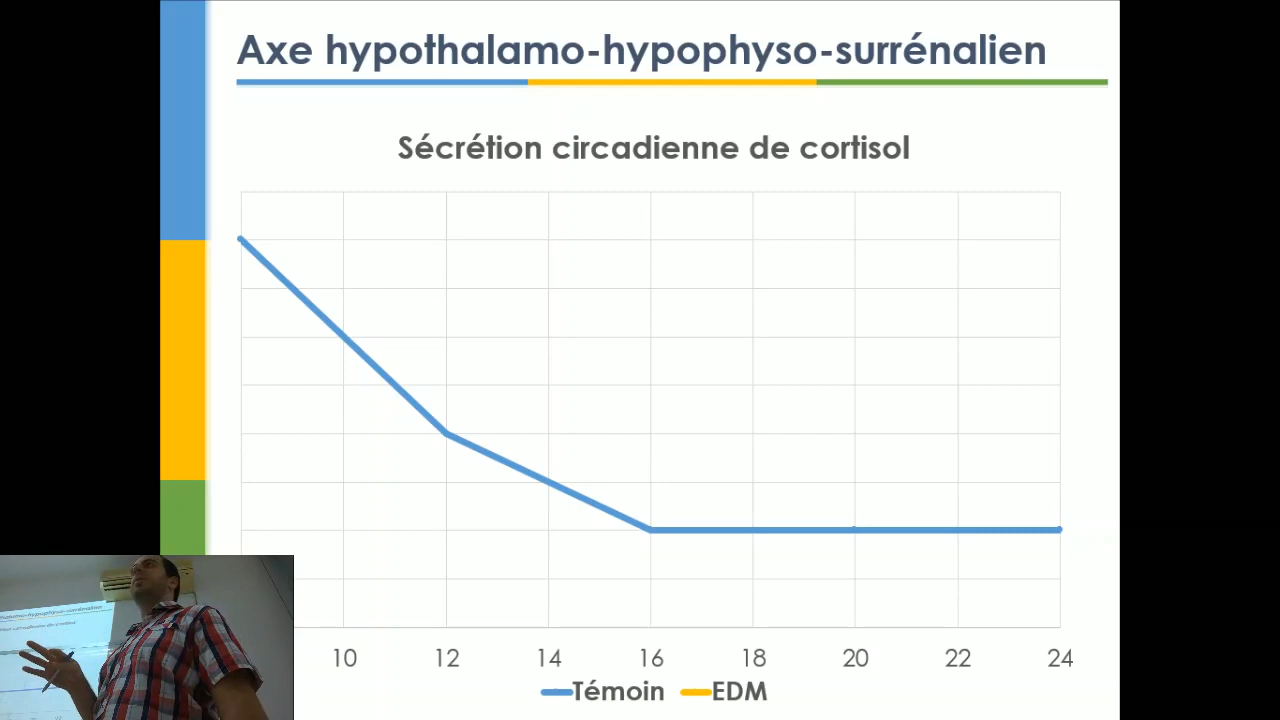 Axe hypothalamo-hypophyso-surrénalien
Sécrétion circadienne de cortisol
10 12 14 16 18 20 22 24
Témoin EDM